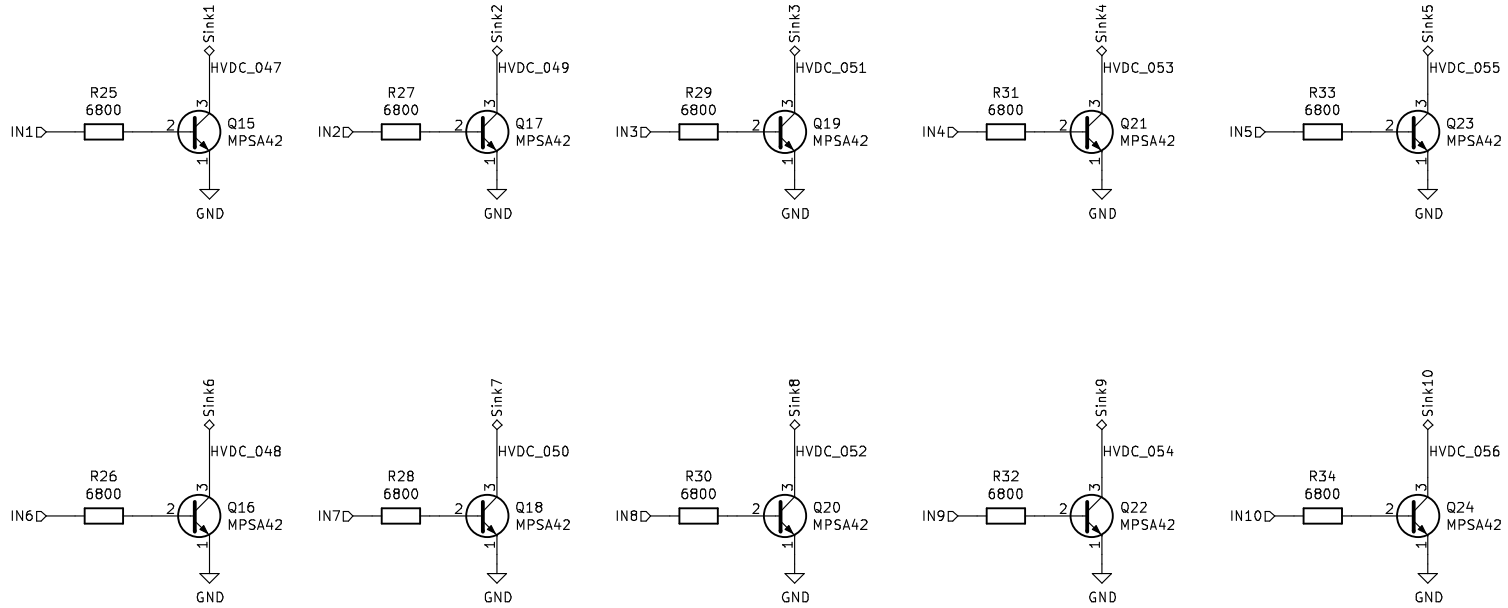 Sink1
HVDC_047
R25
6800
IN1
2
3
1
Q15
MPSA42
GND
Sink2
HVDC_049
R27
6800
IN2
2
3
1
Q17
MPSA42
GND
Sink3
HVDC_051
R29
6800
IN3
2
3
1
Q19
MPSA42
GND
Sink4
HVDC_053
R31
6800
IN4
2
3
1
Q21
MPSA42
GND
Sink5
HVDC_055
R33
6800
IN5
2
3
1
Q23
MPSA42
GND
Sink6
HVDC_048
R26
6800
IN6
2
3
1
Q16
MPSA42
GND
Sink7
HVDC_050
R28
6800
IN7
2
3
1
Q18
MPSA42
GND
Sink8
HVDC_052
R30
6800
IN8
2
3
1
Q20
MPSA42
GND
Sink9
HVDC_054
R32
6800
IN9
2
3
1
Q22
MPSA42
GND
Sink10
HVDC_056
R34
6800
IN10
2
3
1
Q24
MPSA42
GND